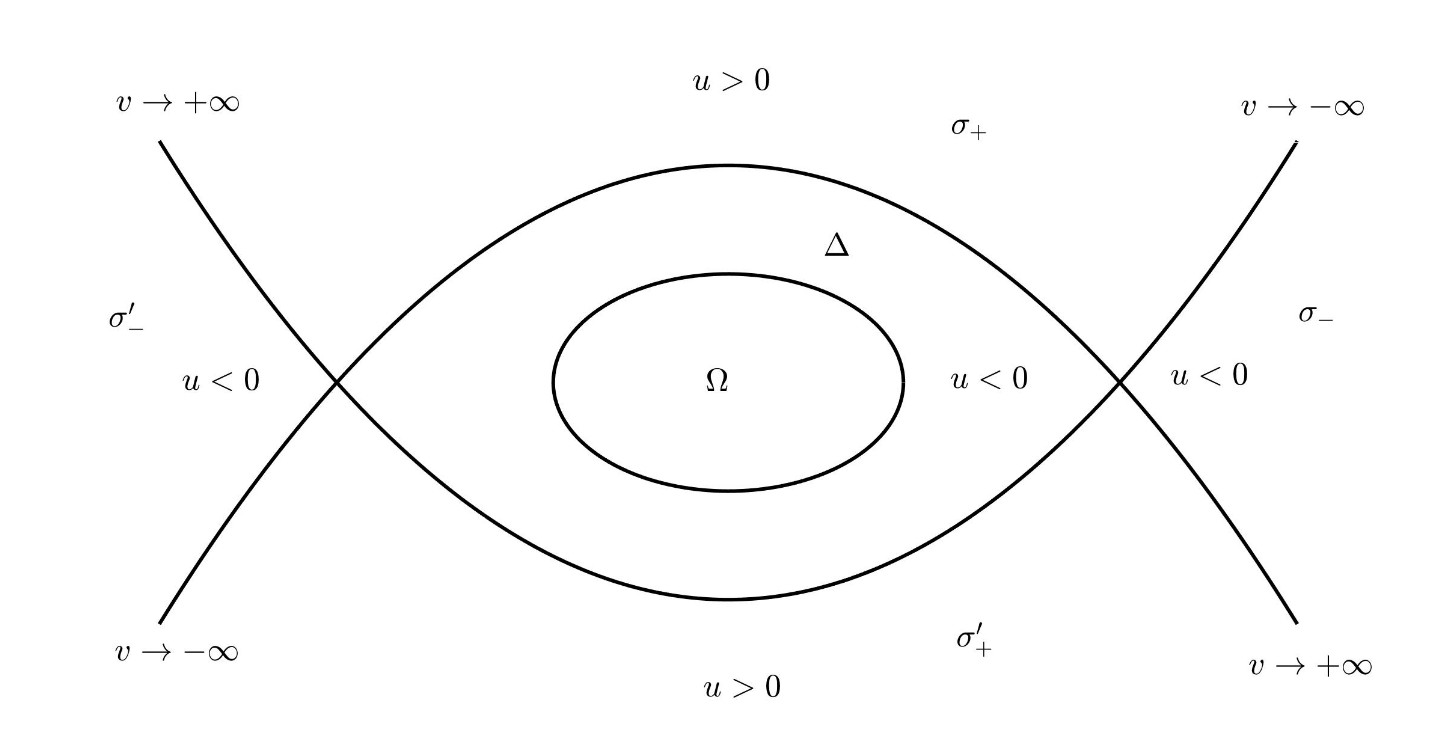 u > 0
v → +∞
v → −∞
σ₊
Δ
σ′₋
σ₋
u < 0
Ω
u < 0
u < 0
σ′₊
v → −∞
v → +∞
u > 0